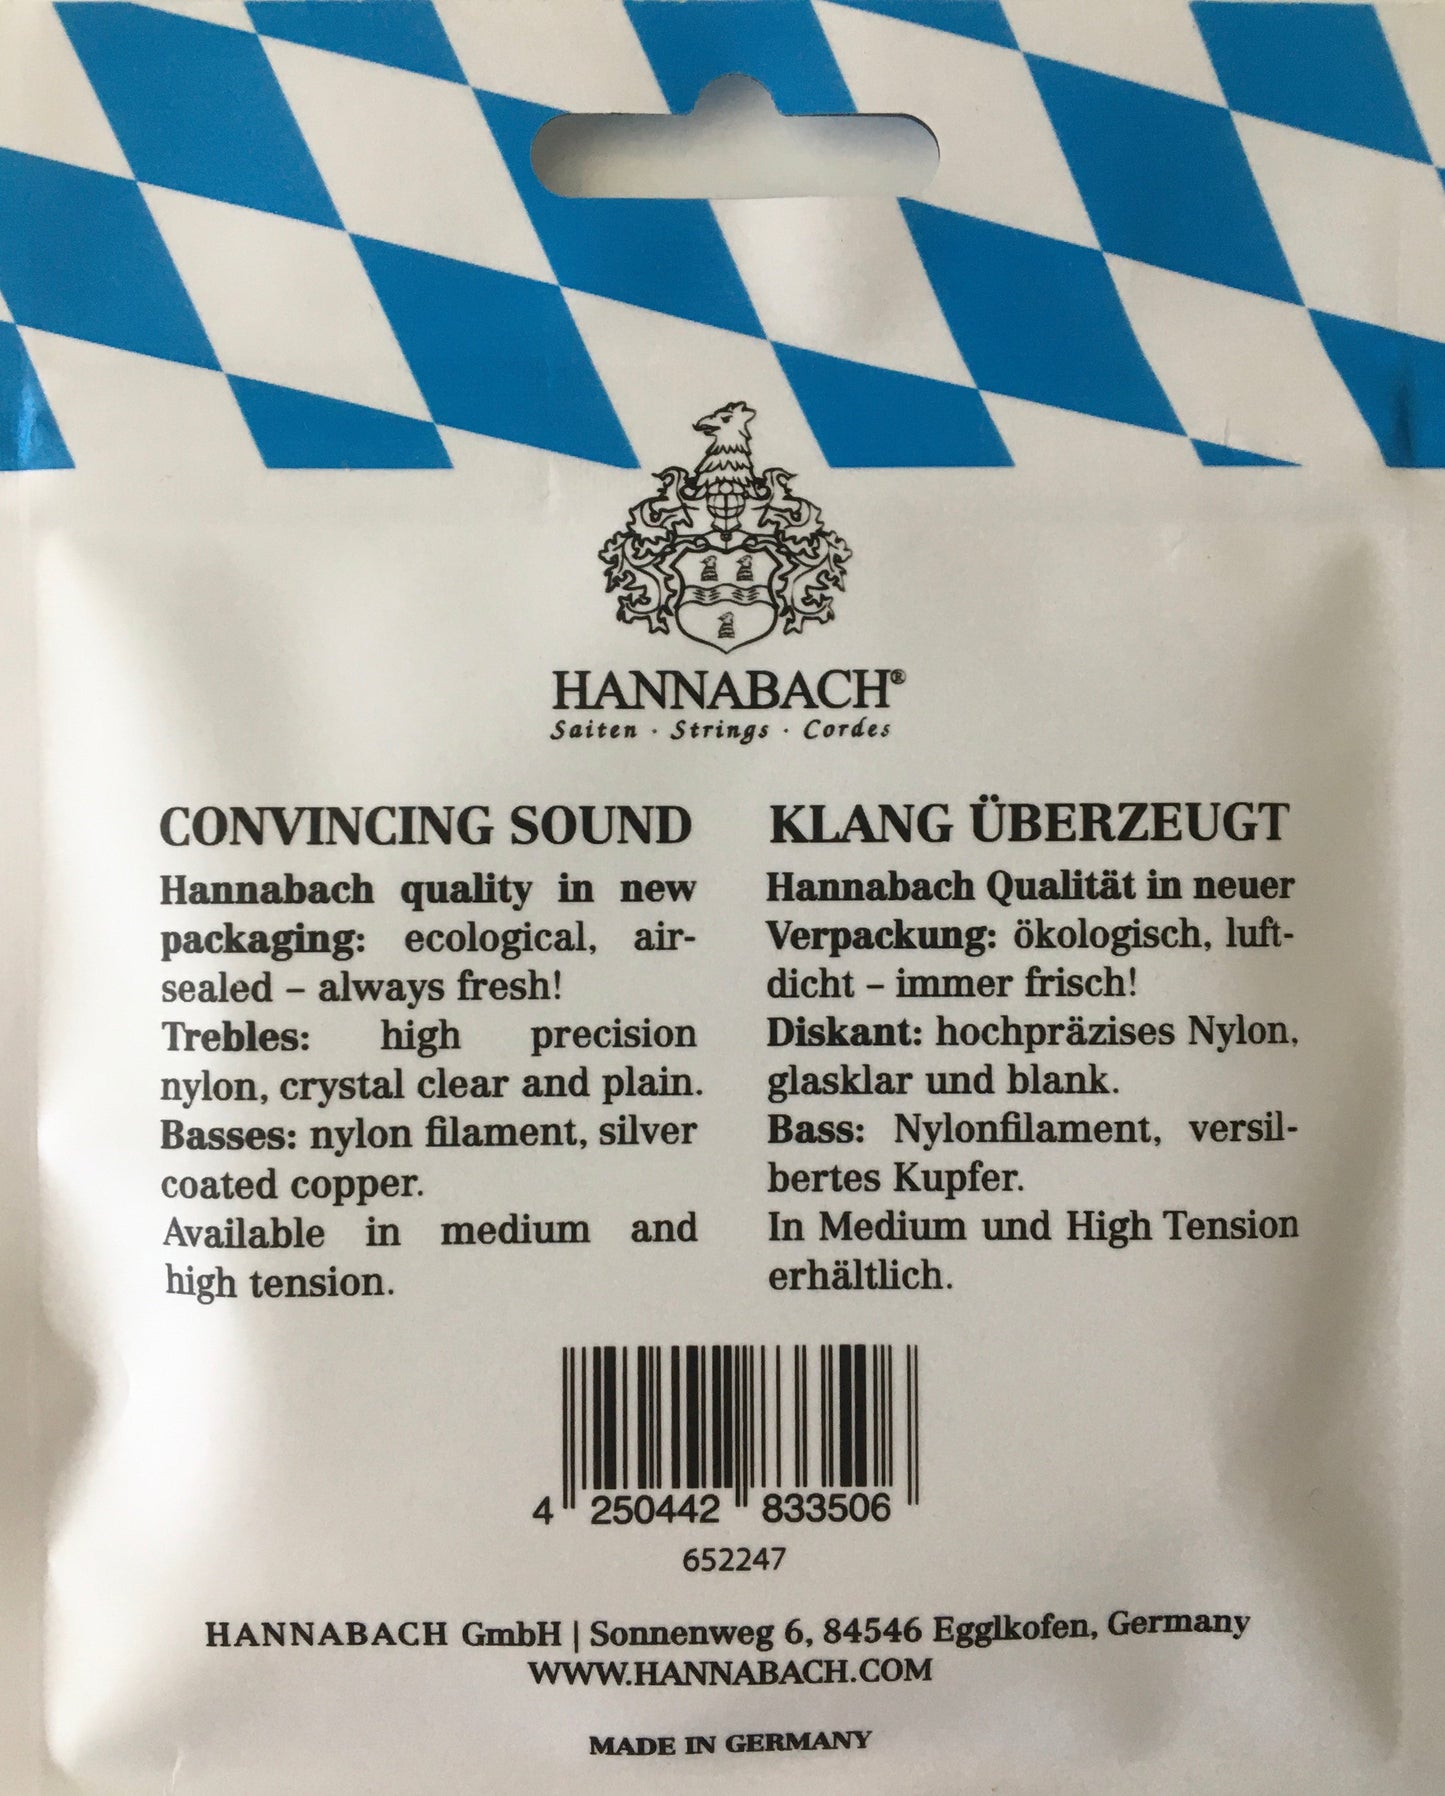 HANNABACH®
Saiten · Strings · Cordes
CONVINCING SOUND
Hannabach quality in new
packaging: ecological, air-
sealed – always fresh!
Trebles: high precision
nylon, crystal clear and plain.
Basses: nylon filament, silver
coated copper.
Available in medium and
high tension.
KLANG ÜBERZEUGT
Hannabach Qualität in neuer
Verpackung: ökologisch, luft-
dicht – immer frisch!
Diskant: hochpräzises Nylon,
glasklar und blank.
Bass: Nylonfilament, versil-
bertes Kupfer.
In Medium und High Tension
erhältlich.
4 250442 833506
652247
HANNABACH GmbH | Sonnenweg 6, 84546 Egglkofen, Germany
WWW.HANNABACH.COM
MADE IN GERMANY